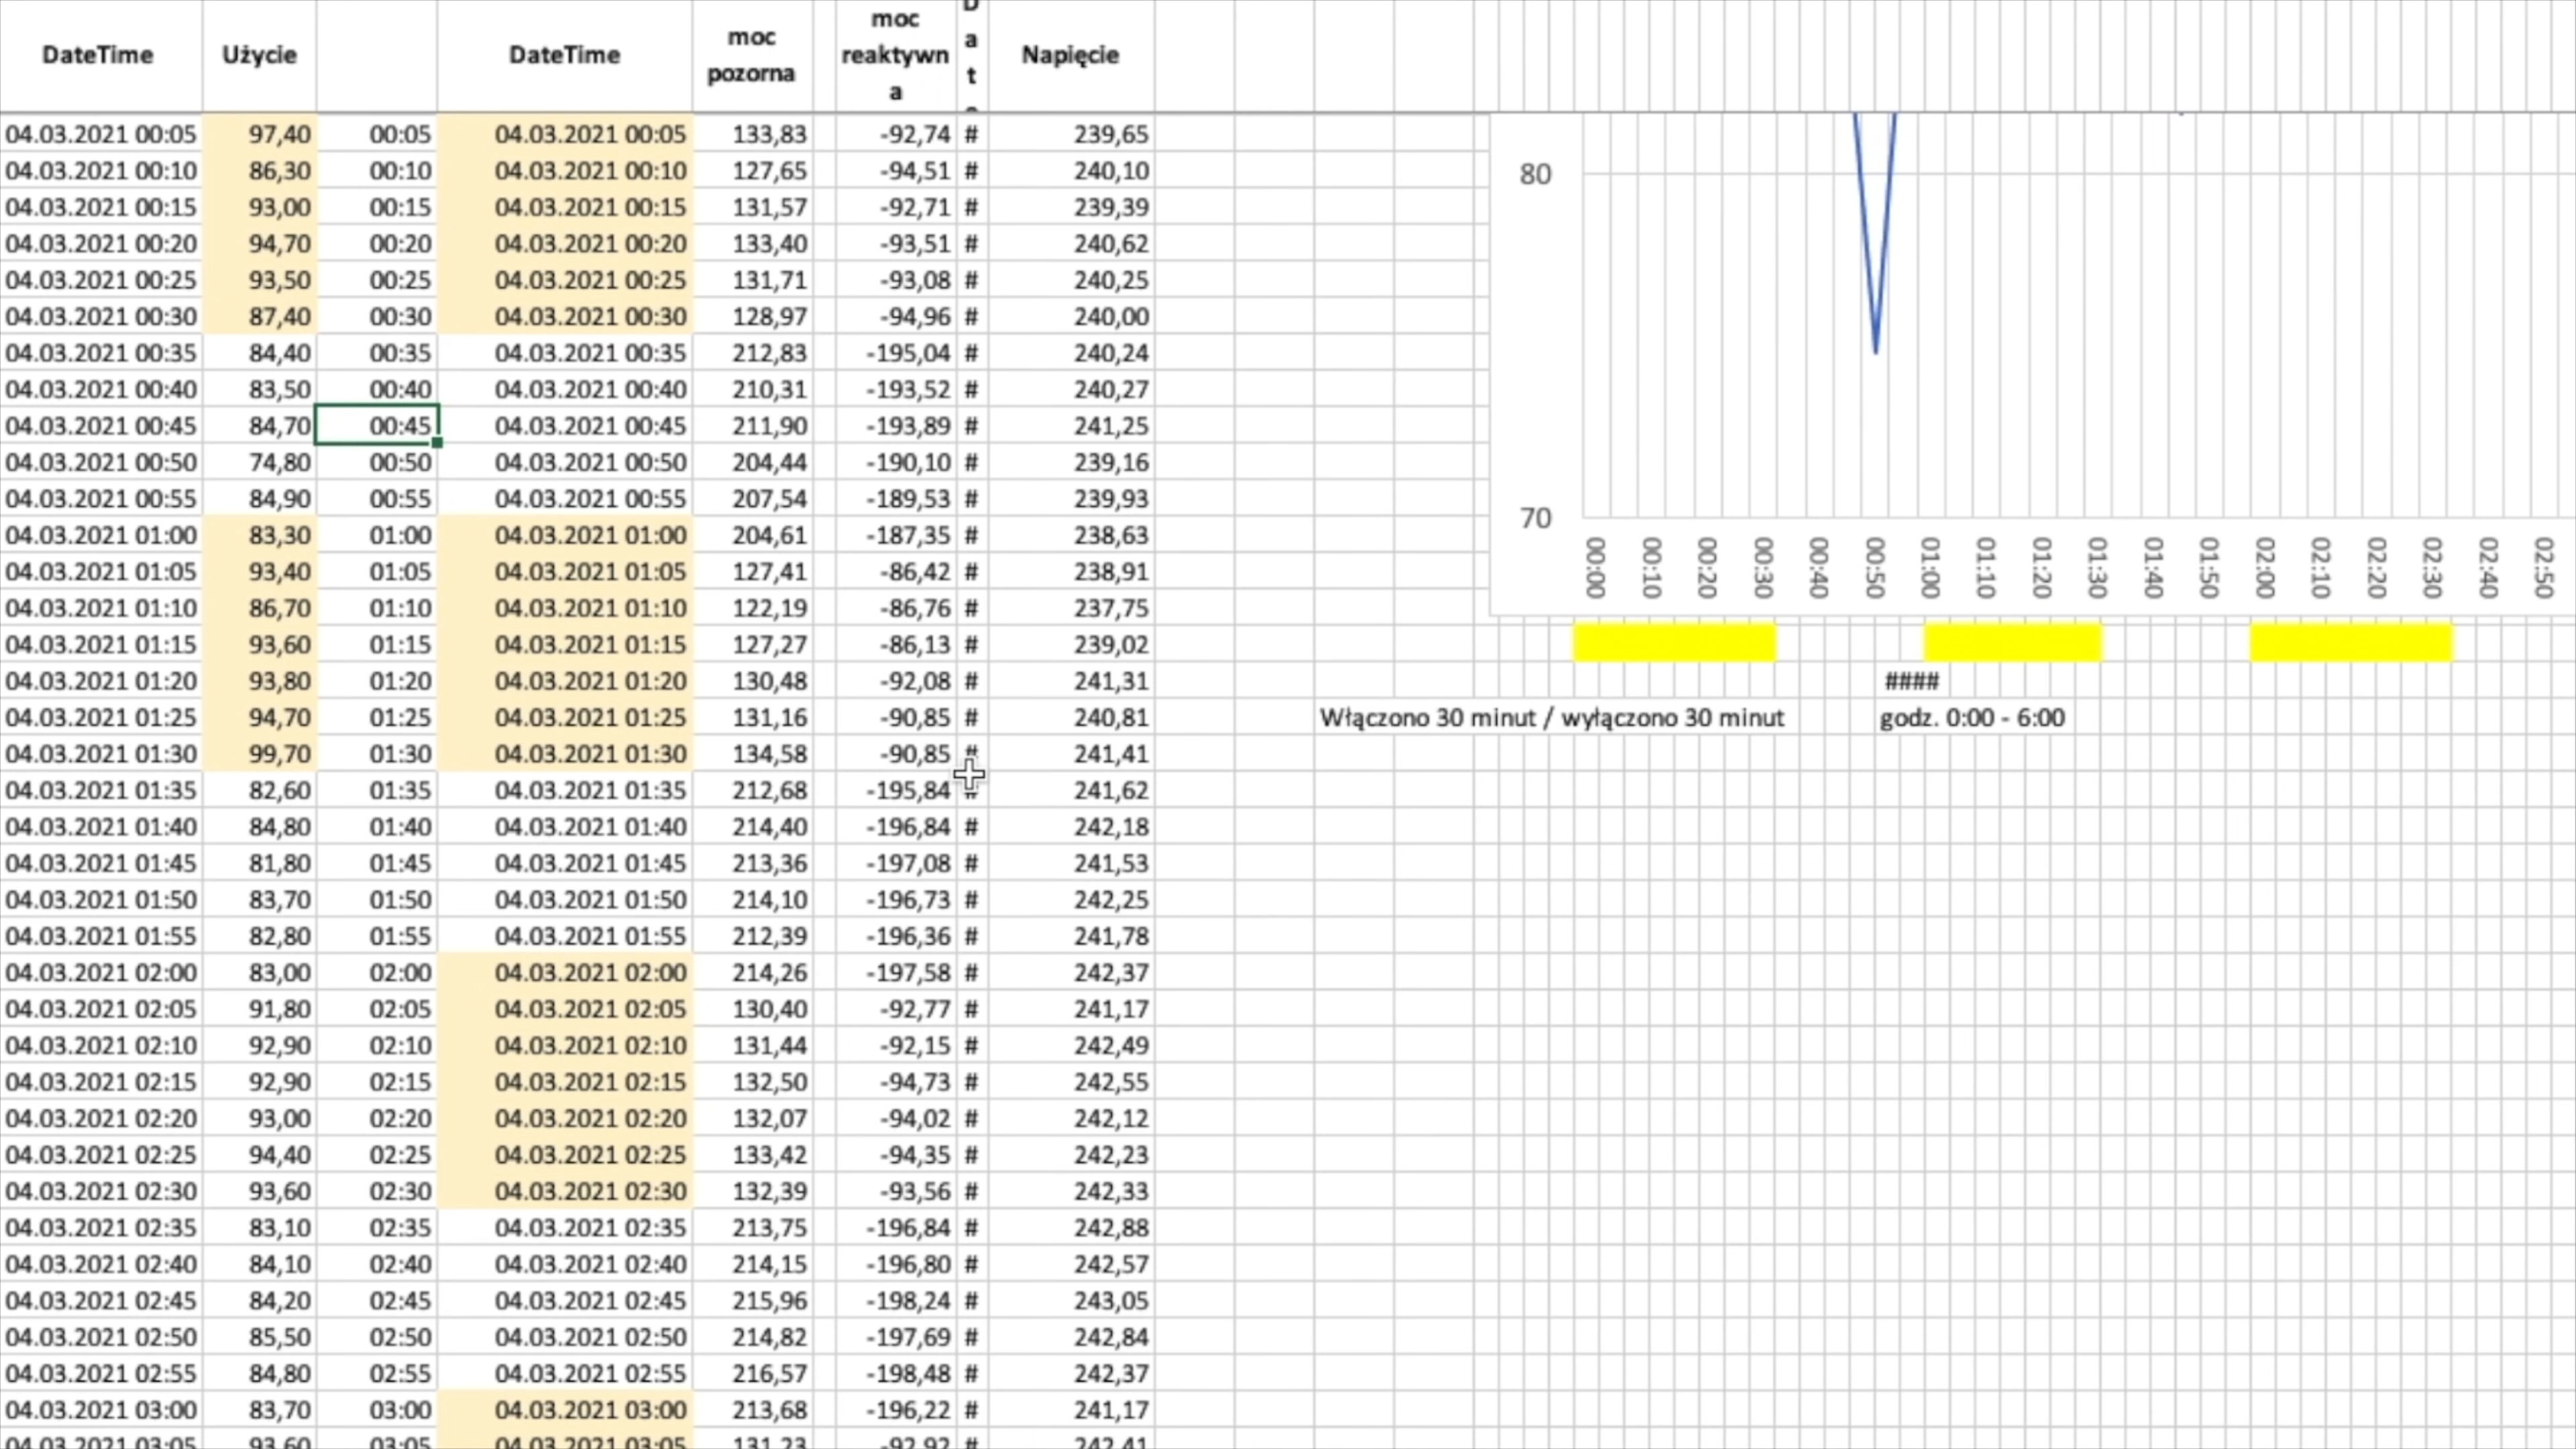 DateTime Użycie DateTime moc pozorna moc reaktywna Dat Napięcie
04.03.2021 00:05 97,40 00:05 04.03.2021 00:05 133,83 -92,74 # 239,65
04.03.2021 00:10 86,30 00:10 04.03.2021 00:10 127,65 -94,51 # 240,10
04.03.2021 00:15 93,00 00:15 04.03.2021 00:15 131,57 -92,71 # 239,39
04.03.2021 00:20 94,70 00:20 04.03.2021 00:20 133,40 -93,51 # 240,62
04.03.2021 00:25 93,50 00:25 04.03.2021 00:25 131,71 -93,08 # 240,25
04.03.2021 00:30 87,40 00:30 04.03.2021 00:30 128,97 -94,96 # 240,00
04.03.2021 00:35 84,40 00:35 04.03.2021 00:35 212,83 -195,04 # 240,24
04.03.2021 00:40 83,50 00:40 04.03.2021 00:40 210,31 -193,52 # 240,27
04.03.2021 00:45 84,70 00:45 04.03.2021 00:45 211,90 -193,89 # 241,25
04.03.2021 00:50 74,80 00:50 04.03.2021 00:50 204,44 -190,10 # 239,16
04.03.2021 00:55 84,90 00:55 04.03.2021 00:55 207,54 -189,53 # 239,93
04.03.2021 01:00 83,30 01:00 04.03.2021 01:00 204,61 -187,35 # 238,63
04.03.2021 01:05 93,40 01:05 04.03.2021 01:05 127,41 -86,42 # 238,91
04.03.2021 01:10 86,70 01:10 04.03.2021 01:10 122,19 -86,76 # 237,75
04.03.2021 01:15 93,60 01:15 04.03.2021 01:15 127,27 -86,13 # 239,02
04.03.2021 01:20 93,80 01:20 04.03.2021 01:20 130,48 -92,08 # 241,31
04.03.2021 01:25 94,70 01:25 04.03.2021 01:25 131,16 -90,85 # 240,81
04.03.2021 01:30 99,70 01:30 04.03.2021 01:30 134,58 -90,85 # 241,41
04.03.2021 01:35 82,60 01:35 04.03.2021 01:35 212,68 -195,84 # 241,62
04.03.2021 01:40 84,80 01:40 04.03.2021 01:40 214,40 -196,84 # 242,18
04.03.2021 01:45 81,80 01:45 04.03.2021 01:45 213,36 -197,08 # 241,53
04.03.2021 01:50 83,70 01:50 04.03.2021 01:50 214,10 -196,73 # 242,25
04.03.2021 01:55 82,80 01:55 04.03.2021 01:55 212,39 -196,36 # 241,78
04.03.2021 02:00 83,00 02:00 04.03.2021 02:00 214,26 -197,58 # 242,37
04.03.2021 02:05 91,80 02:05 04.03.2021 02:05 130,40 -92,77 # 241,17
04.03.2021 02:10 92,90 02:10 04.03.2021 02:10 131,44 -92,15 # 242,49
04.03.2021 02:15 92,90 02:15 04.03.2021 02:15 132,50 -94,73 # 242,55
04.03.2021 02:20 93,00 02:20 04.03.2021 02:20 132,07 -94,02 # 242,12
04.03.2021 02:25 94,40 02:25 04.03.2021 02:25 133,42 -94,35 # 242,23
04.03.2021 02:30 93,60 02:30 04.03.2021 02:30 132,39 -93,56 # 242,33
04.03.2021 02:35 83,10 02:35 04.03.2021 02:35 213,75 -196,84 # 242,88
04.03.2021 02:40 84,10 02:40 04.03.2021 02:40 214,15 -196,80 # 242,57
04.03.2021 02:45 84,20 02:45 04.03.2021 02:45 215,96 -198,24 # 243,05
04.03.2021 02:50 85,50 02:50 04.03.2021 02:50 214,82 -197,69 # 242,84
04.03.2021 02:55 84,80 02:55 04.03.2021 02:55 216,57 -198,48 # 242,37
04.03.2021 03:00 83,70 03:00 04.03.2021 03:00 213,68 -196,22 # 241,17
04.03.2021 03:05 93,60 03:05 04.03.2021 03:05 131,23 -92,92 # 242,41
80
70
00:00 00:10 00:20 00:30 00:40 00:50 01:00 01:10 01:20 01:30 01:40 01:50 02:00 02:10 02:20 02:30 02:40 02:50
####
Włączono 30 minut / wyłączono 30 minut godz. 0:00 - 6:00